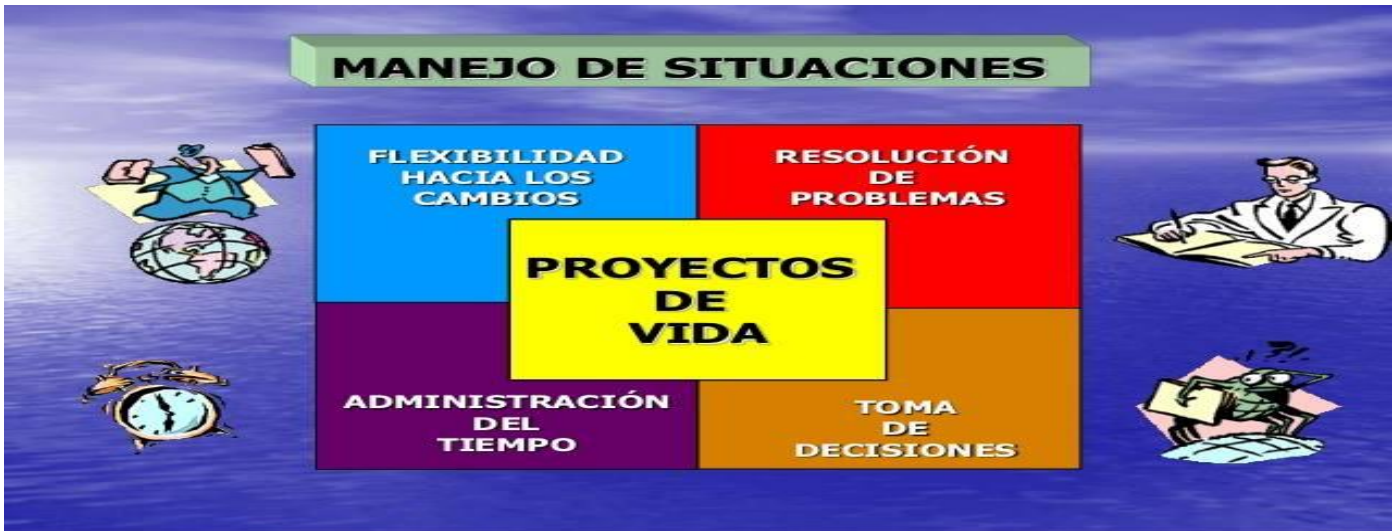 MANEJO DE SITUACIONES
FLEXIBILIDAD
HACIA LOS
CAMBIOS
RESOLUCIÓN
DE
PROBLEMAS
PROYECTOS
DE
VIDA
ADMINISTRACIÓN
DEL
TIEMPO
TOMA
DE
DECISIONES